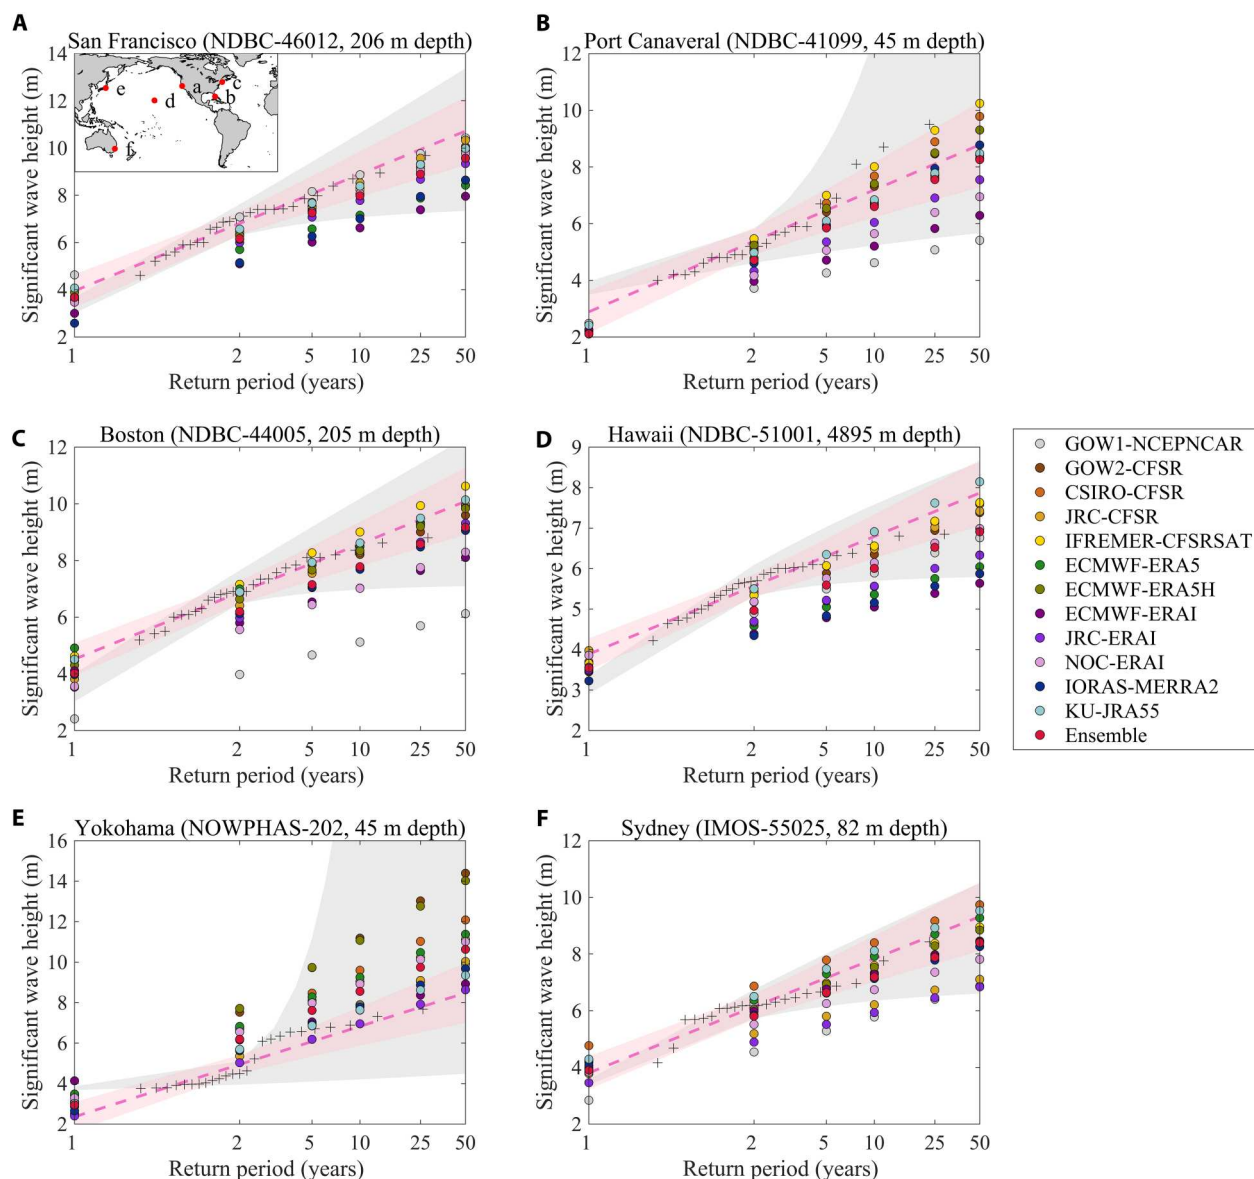 A
San Francisco (NDBC-46012, 206 m depth)
Significant wave height (m)
14
12
10
8
6
4
2
a
b
c
d
e
f
1
2
5
10
25
50
Return period (years)
B
Port Canaveral (NDBC-41099, 45 m depth)
Significant wave height (m)
12
10
8
6
4
2
1
2
5
10
25
50
Return period (years)
C
Boston (NDBC-44005, 205 m depth)
Significant wave height (m)
12
10
8
6
4
2
1
2
5
10
25
50
Return period (years)
D
Hawaii (NDBC-51001, 4895 m depth)
Significant wave height (m)
9
8
7
6
5
4
3
2
1
2
5
10
25
50
Return period (years)
GOW1-NCEPNCAR
GOW2-CFSR
CSIRO-CFSR
JRC-CFSR
IFREMER-CFSRSAT
ECMWF-ERA5
ECMWF-ERA5H
ECMWF-ERAI
JRC-ERAI
NOC-ERAI
IORAS-MERRA2
KU-JRA55
Ensemble
E
Yokohama (NOWPHAS-202, 45 m depth)
Significant wave height (m)
16
14
12
10
8
6
4
2
1
2
5
10
25
50
Return period (years)
F
Sydney (IMOS-55025, 82 m depth)
Significant wave height (m)
12
10
8
6
4
2
1
2
5
10
25
50
Return period (years)